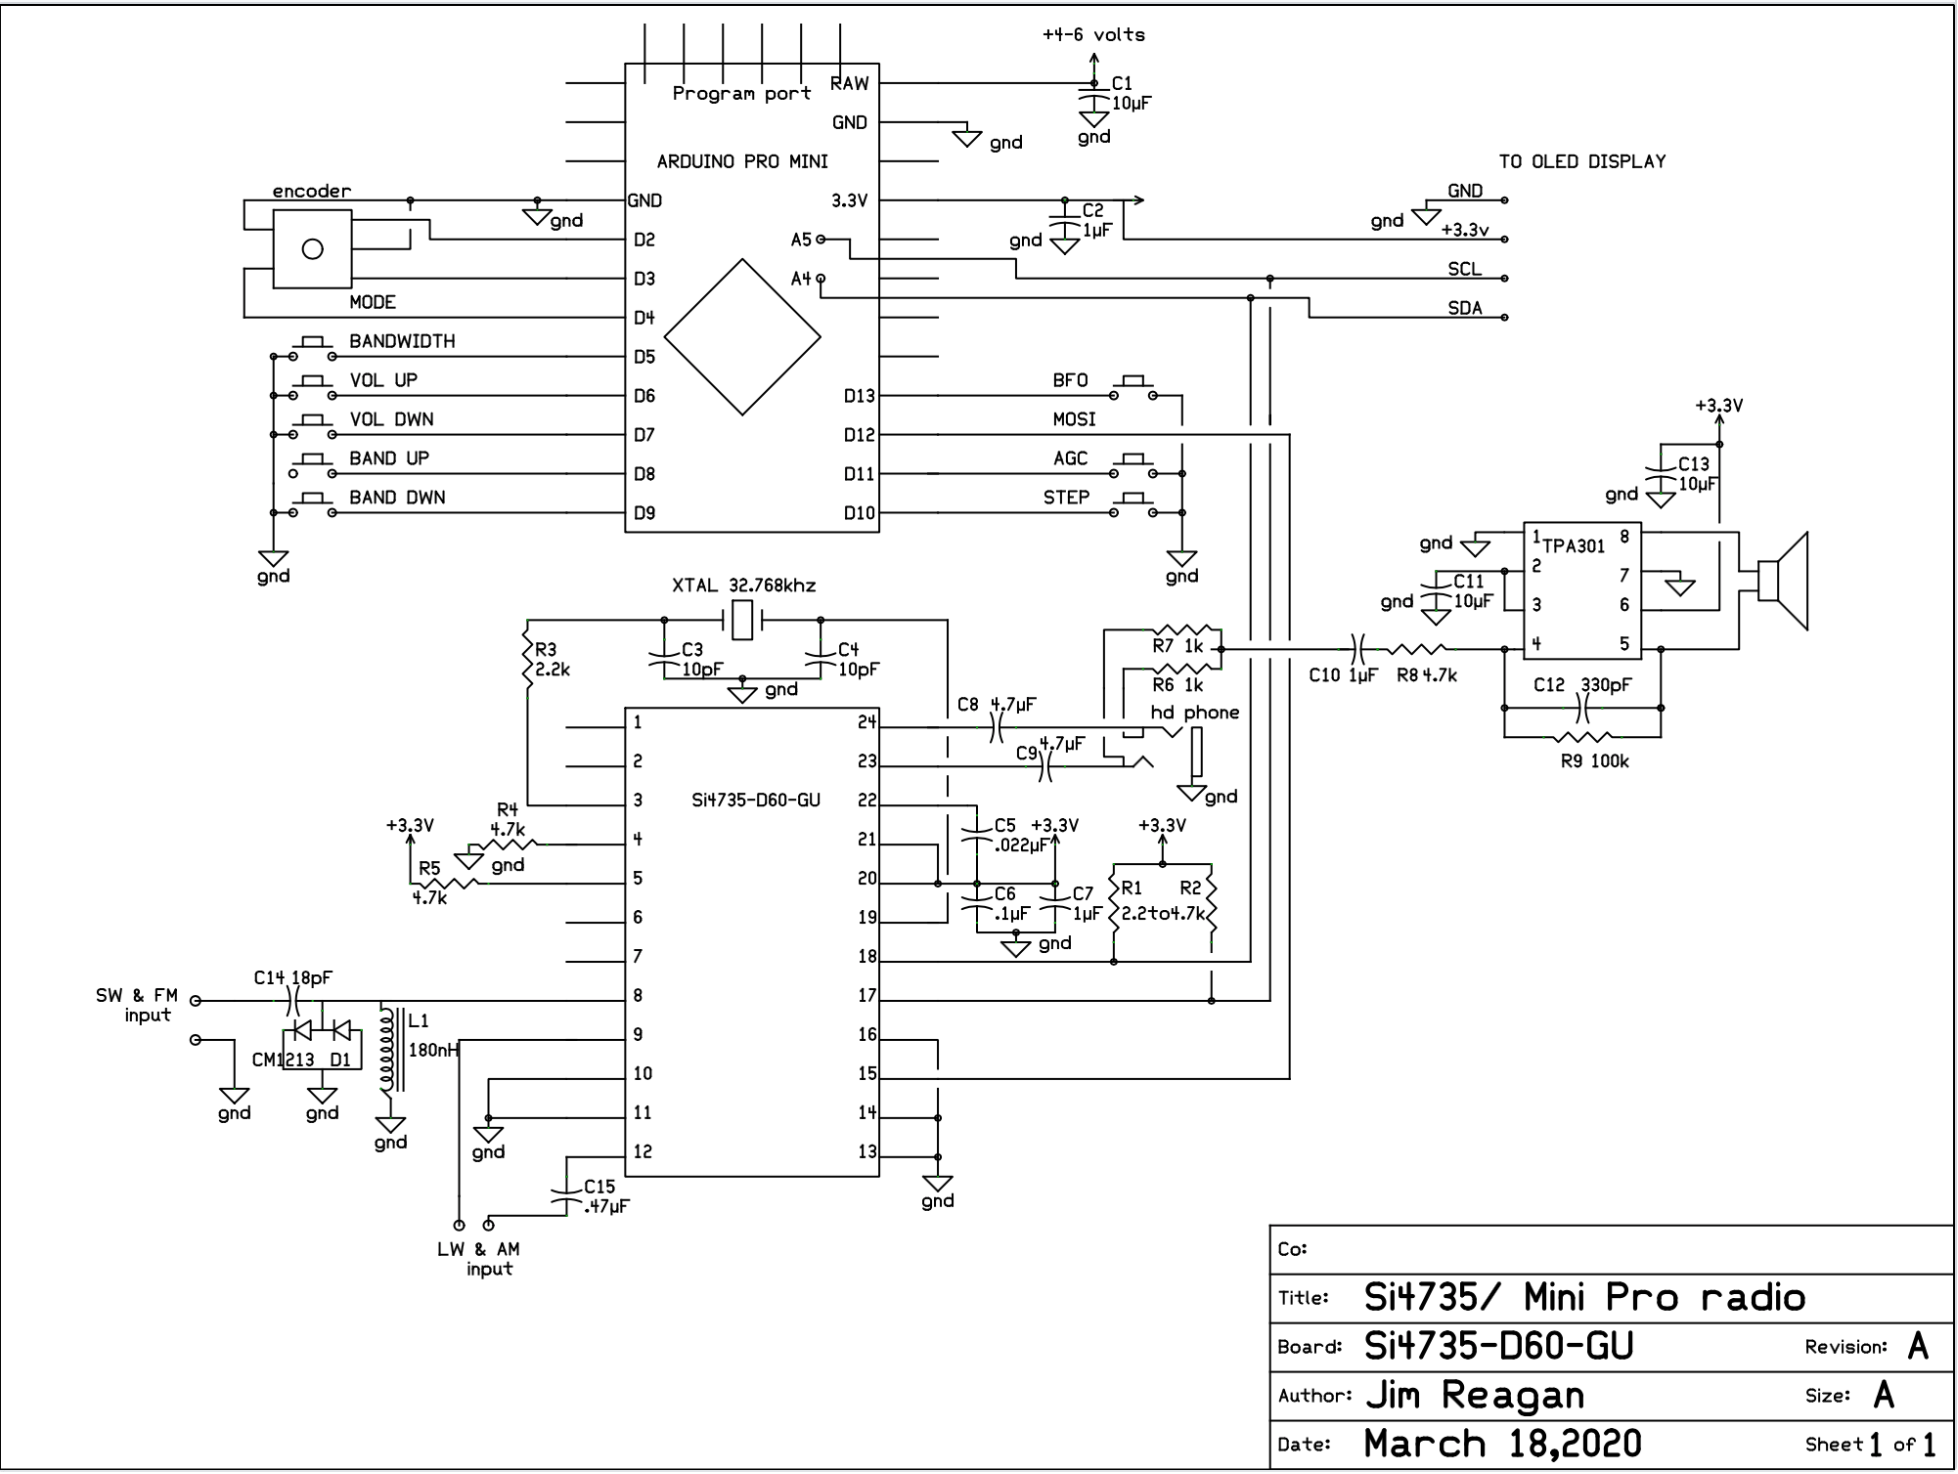 +4-6 volts
RAW
C1
Program port
10µF
GND
gnd
gnd
ARDUINO PRO MINI
TO OLED DISPLAY
encoder
GND
GND
3.3V
C2
gnd
gnd
1µF
+3.3v
D2
A5
gnd
D3
A4
SCL
MODE
SDA
D4
BANDWIDTH
D5
VOL UP
BFO
D6
D13
+3.3V
VOL DWN
MOSI
D7
D12
BAND UP
AGC
C13
D8
D11
10µF
gnd
BAND DWN
STEP
D9
D10
1
8
TPA301
gnd
2
gnd
gnd
7
C11
XTAL 32.768khz
10µF
gnd
3
6
R3
2.2k
C3
10pF
C4
10pF
R7 1k
4
5
C10 1µF
R8 4.7k
gnd
R6 1k
C12 330pF
C8 4.7µF
hd phone
1
24
4.7µF
C9
R9 100k
2
23
Si4735-D60-GU
gnd
3
22
R4
4.7k
+3.3V
C5
.022µF
+3.3V
+3.3V
4
21
gnd
R5
4.7k
5
20
C6
.1µF
C7
1µF
R1
R2
2.2to4.7k
6
19
gnd
7
18
C14 18pF
SW & FM
input
8
17
L1
180nH
9
16
CM1213 D1
10
15
gnd
gnd
11
14
gnd
gnd
12
13
C15
.47µF
gnd
LW & AM
input
Co:
Title: Si4735/ Mini Pro radio
Board: Si4735-D60-GU Revision: A
Author: Jim Reagan Size: A
Date: March 18,2020 Sheet 1 of 1